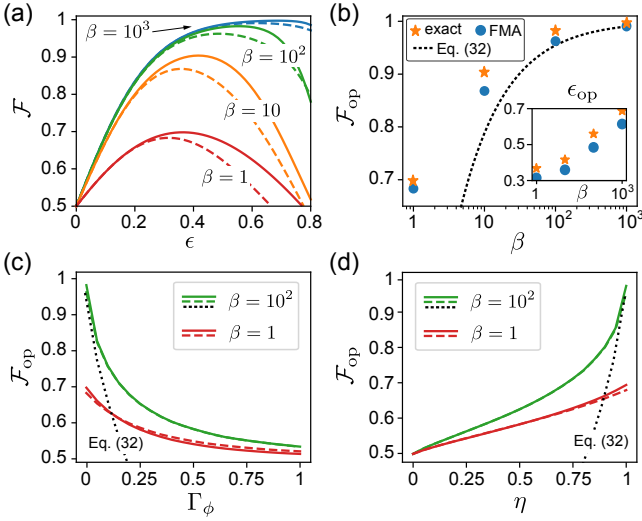 (a)
1
0.9
0.8
0.7
0.6
0.5
ℱ
β = 10³
β = 10²
β = 10
β = 1
0 0.2 0.4 0.6 0.8
ϵ
(b)
1
0.9
0.8
0.7
ℱop
exact FMA
Eq. (32)
ϵop
0.7
0.5
0.3
1 β 10³
1 10 10² 10³
β
(c)
1
0.9
0.8
0.7
0.6
0.5
ℱop
β = 10²
β = 1
Eq. (32)
0 0.25 0.5 0.75 1
Γϕ
(d)
1
0.9
0.8
0.7
0.6
0.5
ℱop
β = 10²
β = 1
Eq. (32)
0 0.25 0.5 0.75 1
η